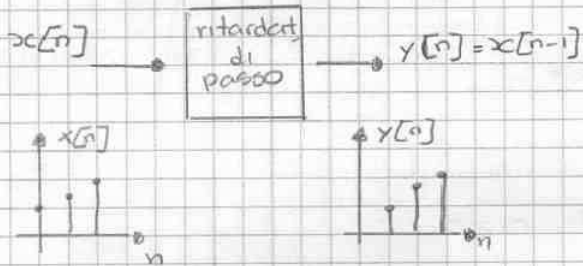 x[n]
ritardat.
di
passo
y[n] = x[n-1]
x[n]
n
y[n]
n